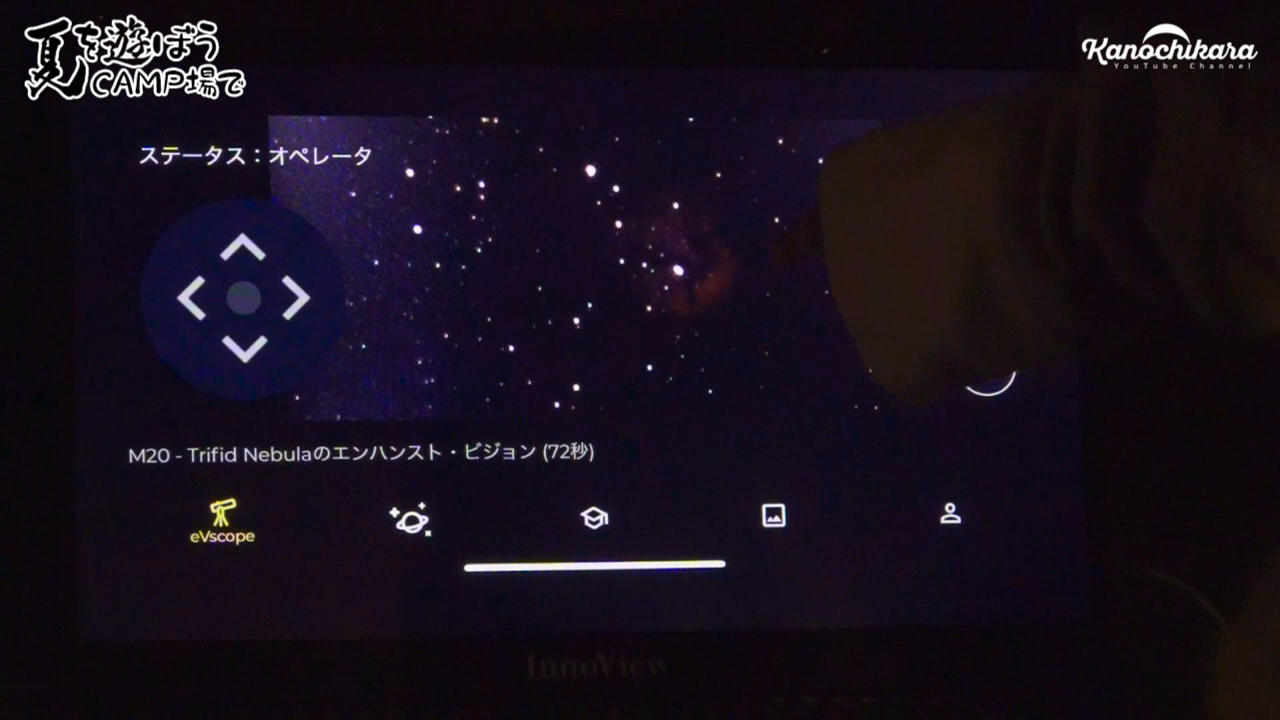 夏を遊ぼう
CAMP場で
Kanochikara
YouTube Channel
ステータス：オペレータ
M20 - Trifid Nebulaのエンハンスト・ビジョン (72秒)
eVscope
InnoView